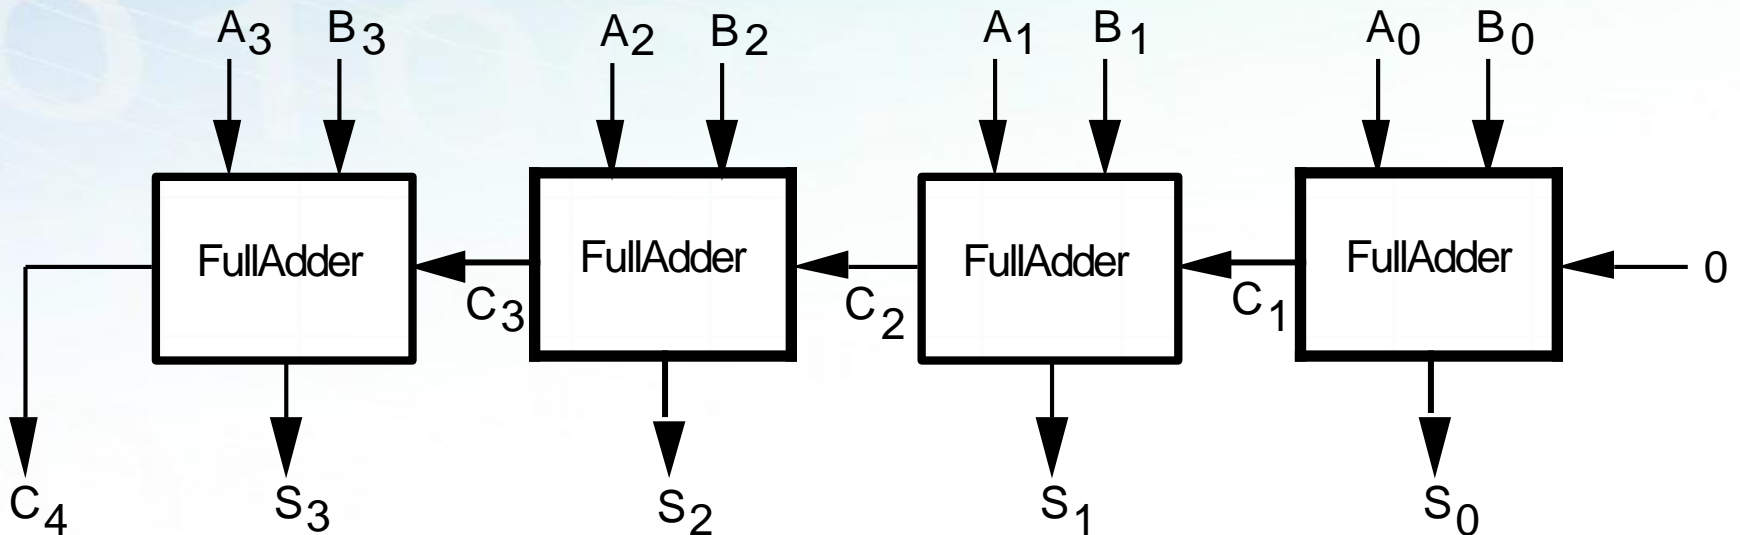 A3 B3 A2 B2 A1 B1 A0 B0
FullAdder FullAdder FullAdder FullAdder 0
C3 C2 C1
C4 S3 S2 S1 S0